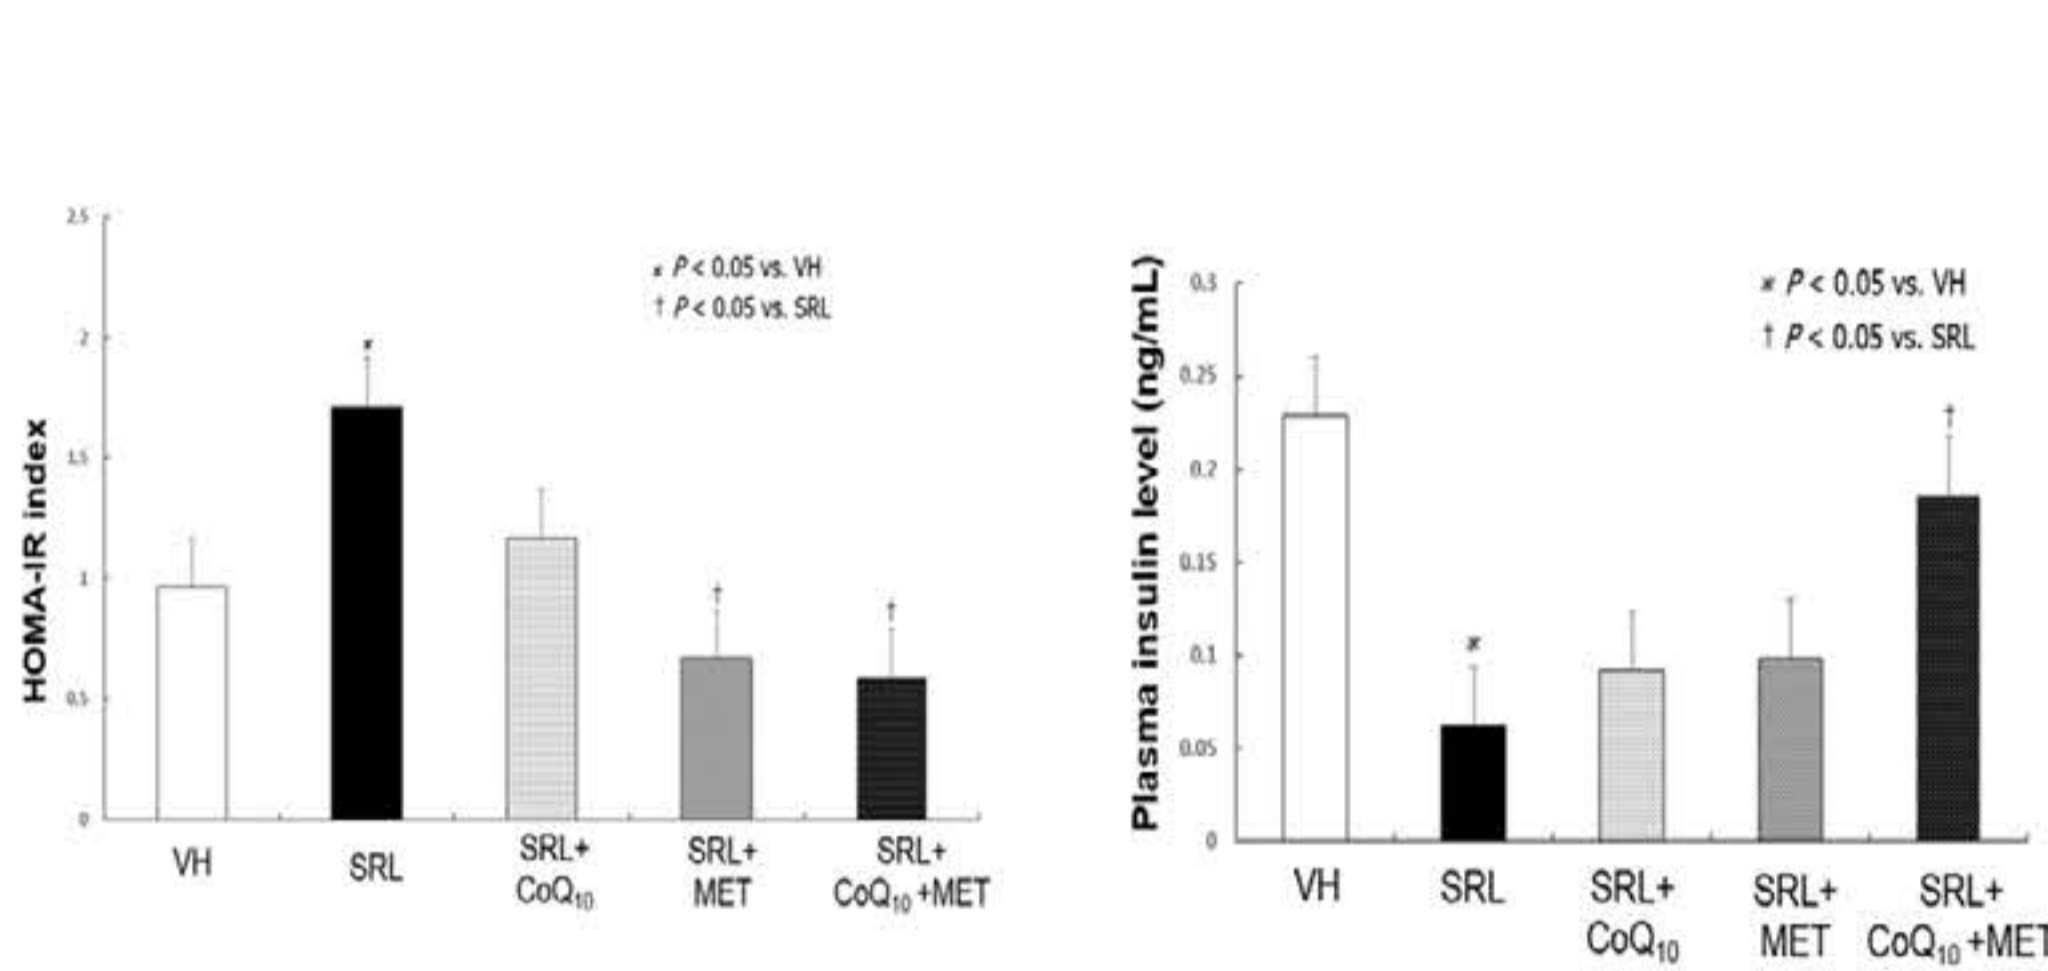 HOMA-IR index
2.5
2
1.5
1
0.5
0
* P < 0.05 vs. VH
† P < 0.05 vs. SRL
*
†
†
VH
SRL
SRL+
CoQ₁₀
SRL+
MET
SRL+
CoQ₁₀ +MET
Plasma insulin level (ng/mL)
0.3
0.25
0.2
0.15
0.1
0.05
0
* P < 0.05 vs. VH
† P < 0.05 vs. SRL
*
†
VH
SRL
SRL+
CoQ₁₀
SRL+
MET
SRL+
CoQ₁₀ +MET